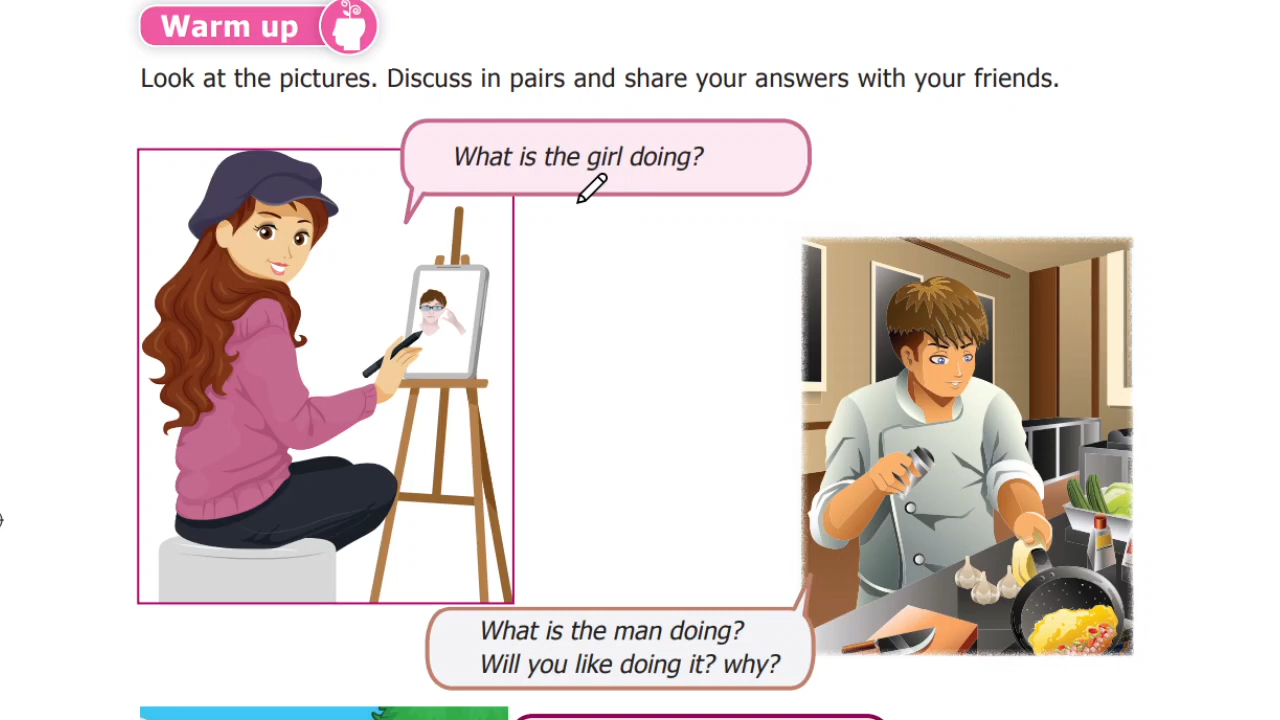 Warm up
Look at the pictures. Discuss in pairs and share your answers with your friends.
What is the girl doing?
What is the man doing?
Will you like doing it? why?